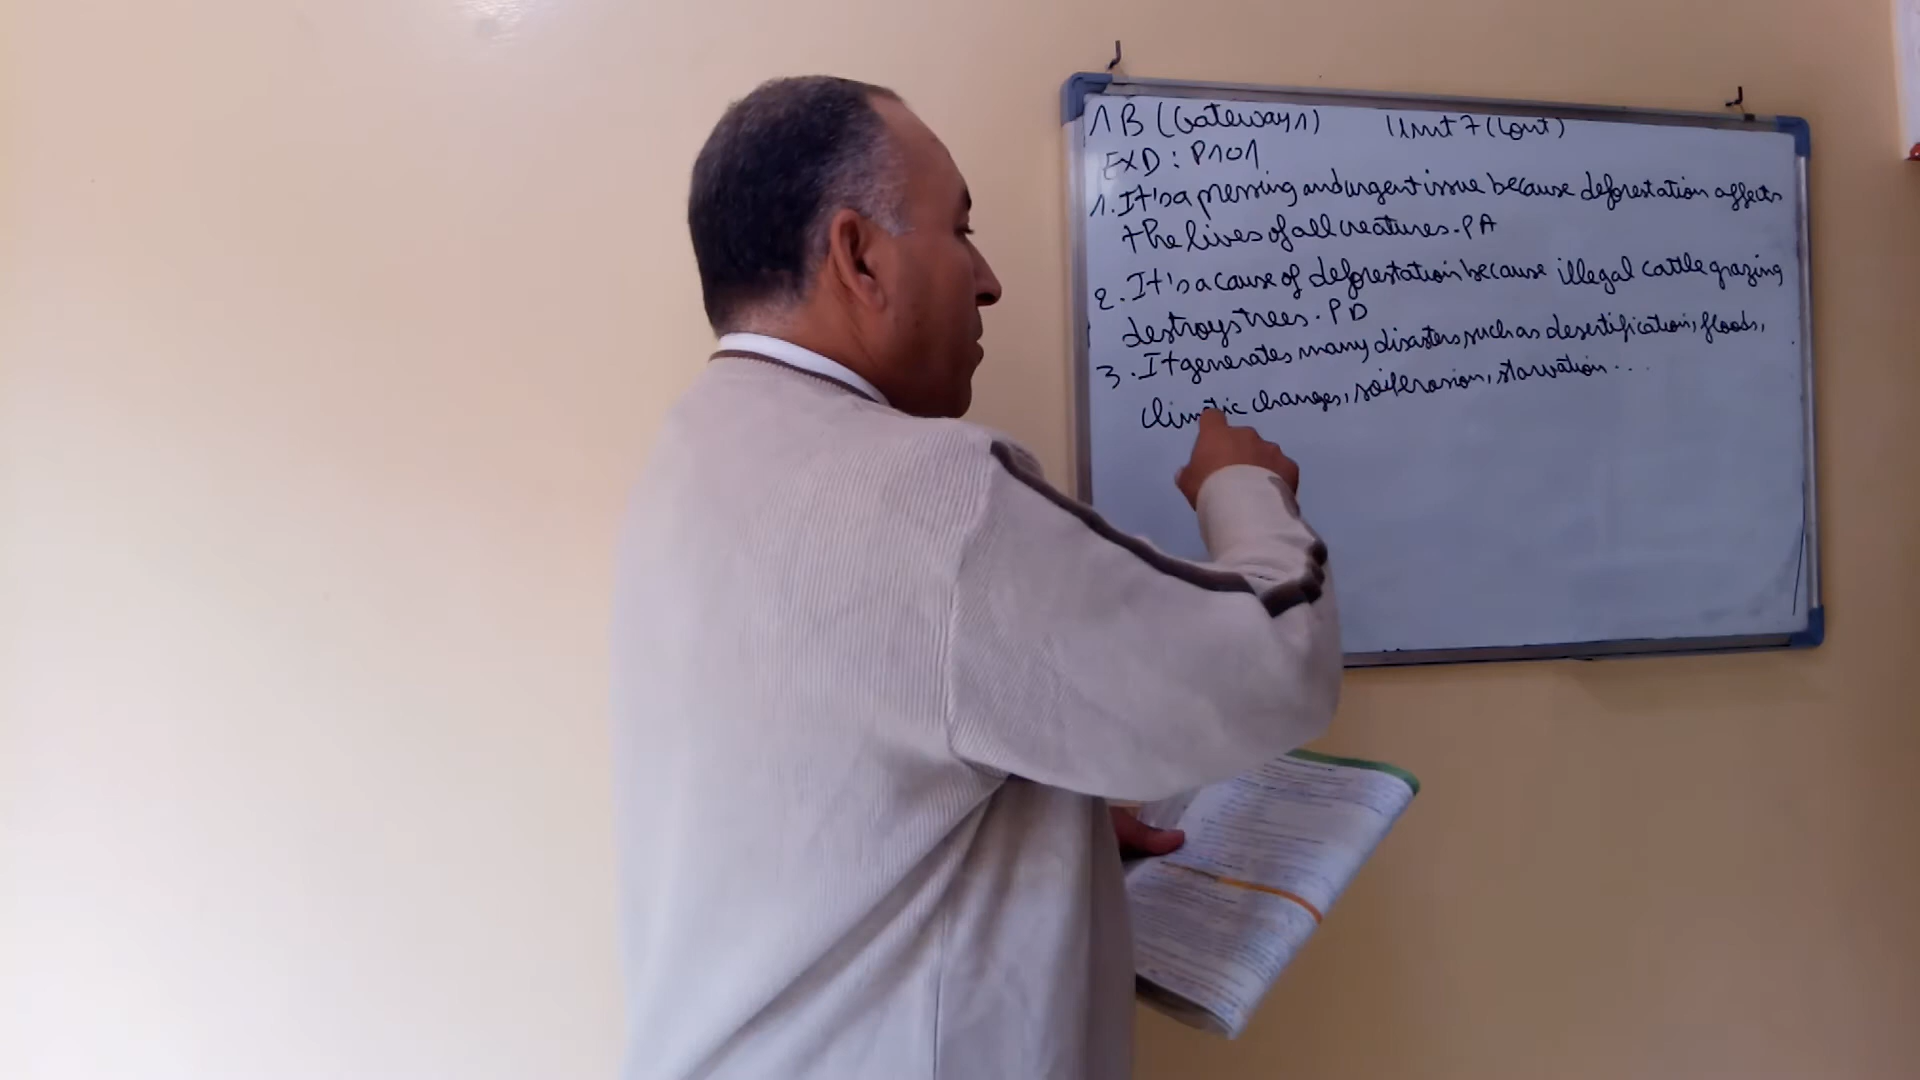 1B (Gateway1) Unit 7 (Cont)
EXD: P101
1. It's a pressing and urgent issue because deforestation affects
the lives of all creatures. PA
2. It's a cause of deforestation because illegal cattle grazing
destroys trees. PD
3. It generates many disasters such as desertification, floods,
Climatic changes, soil erosion, starvation...